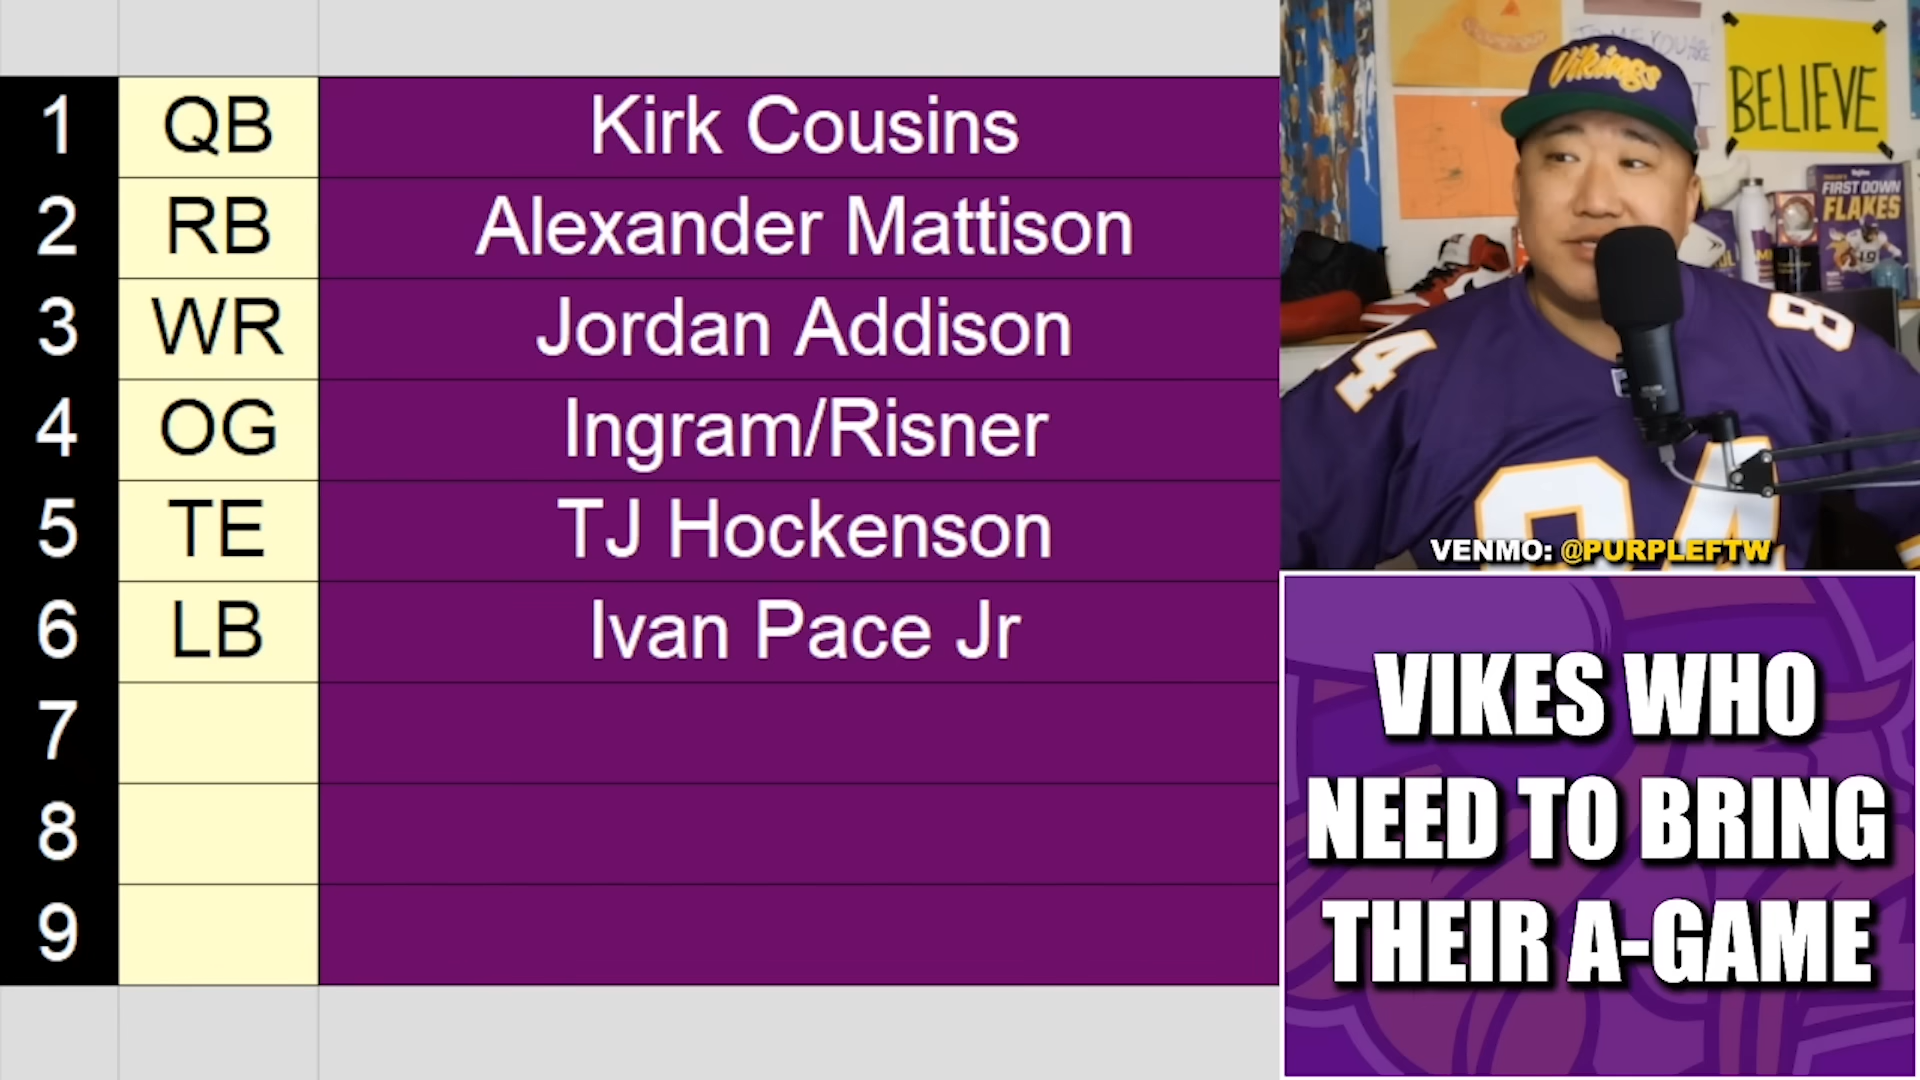 1 QB Kirk Cousins
2 RB Alexander Mattison
3 WR Jordan Addison
4 OG Ingram/Risner
5 TE TJ Hockenson
6 LB Ivan Pace Jr
7
8
9
Vikings
BELIEVE
FIRST DOWN
FLAKES
84
84
VENMO: @PURPLEFTW
VIKES WHO
NEED TO BRING
THEIR A-GAME